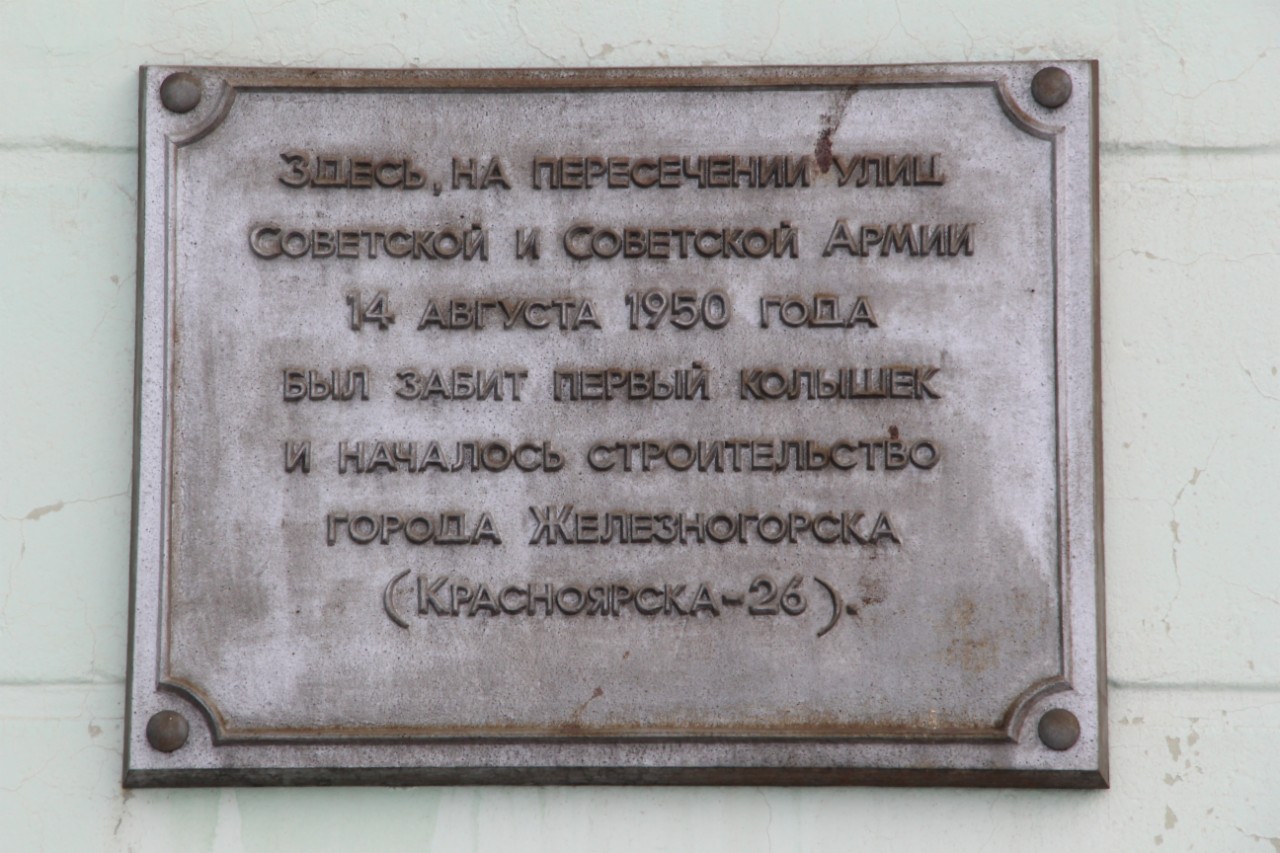 Здесь, на пересечении улиц
Советской и Советской Армии
14 августа 1950 года
был забит первый колышек
и началось строительство
города Железногорска
(Красноярска-26).